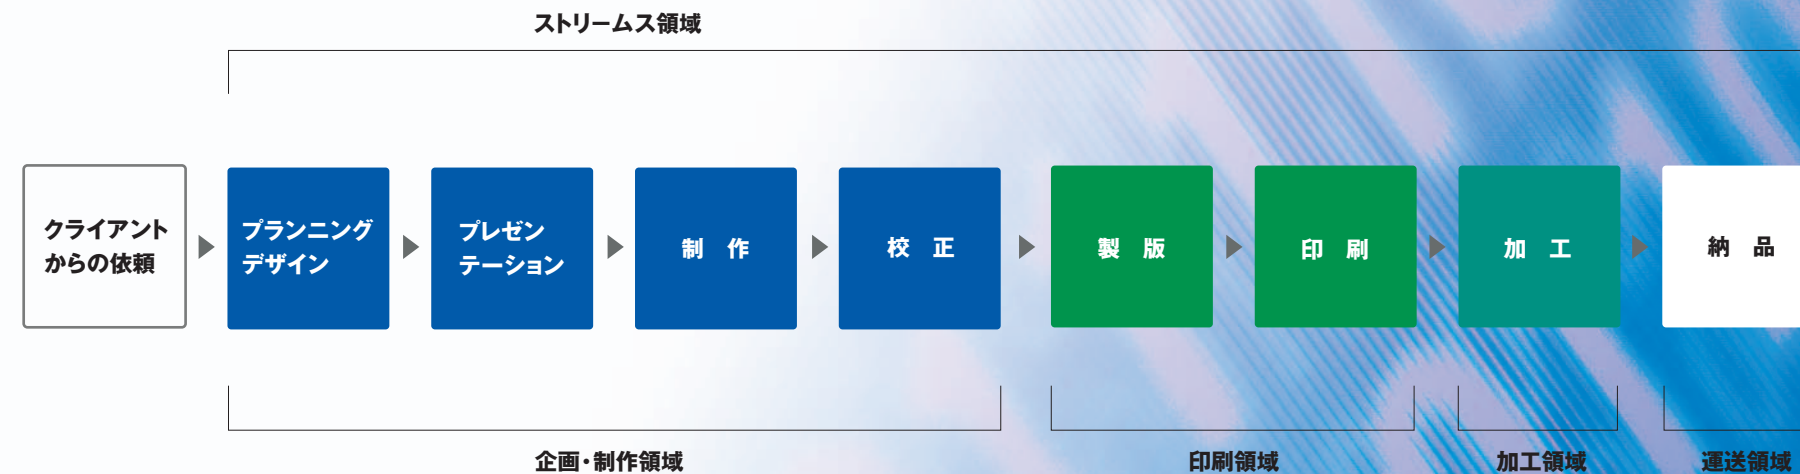 ストリームス領域
クライアント
からの依頼
プランニング
デザイン
プレゼン
テーション
制 作
校 正
製 版
印 刷
加 工
納 品
企画・制作領域
印刷領域
加工領域
運送領域